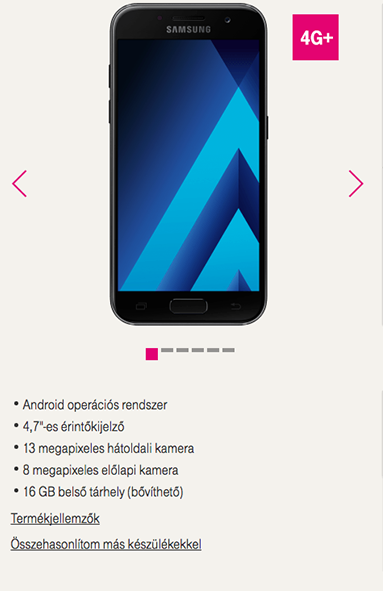 SAMSUNG
4G+
• Android operációs rendszer
• 4,7"-es érintőkijelző
• 13 megapixeles hátoldali kamera
• 8 megapixeles előlapi kamera
• 16 GB belső tárhely (bővíthető)
Termékjellemzők
Összehasonlítom más készülékekkel